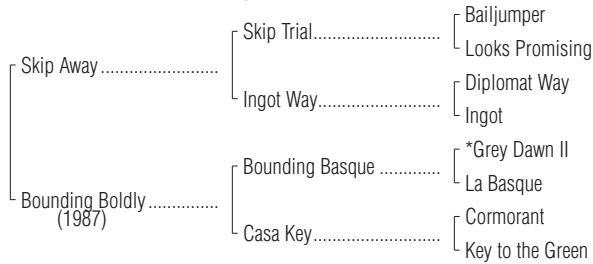 Bailjumper
Skip Trial..............................
Looks Promising
Skip Away ............................
Diplomat Way
Ingot Way.............................
Ingot
*Grey Dawn II
Bounding Basque ..............
La Basque
Bounding Boldly ................
(1987)
Cormorant
Casa Key..............................
Key to the Green